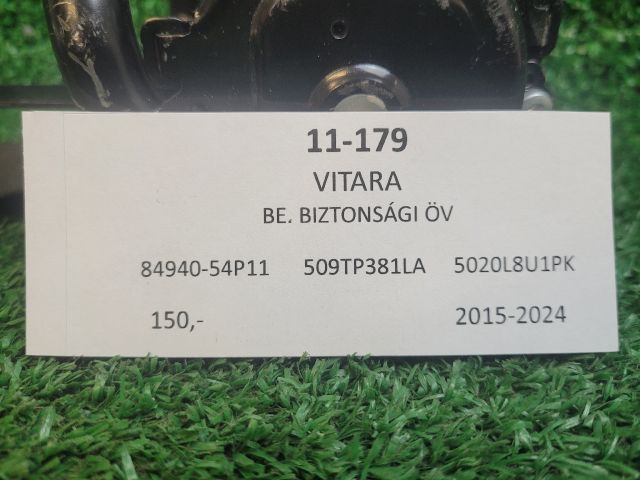 11-179
VITARA
BE. BIZTONSÁGI ÖV
84940-54P11 509TP381LA 5020L8U1PK
150,- 2015-2024